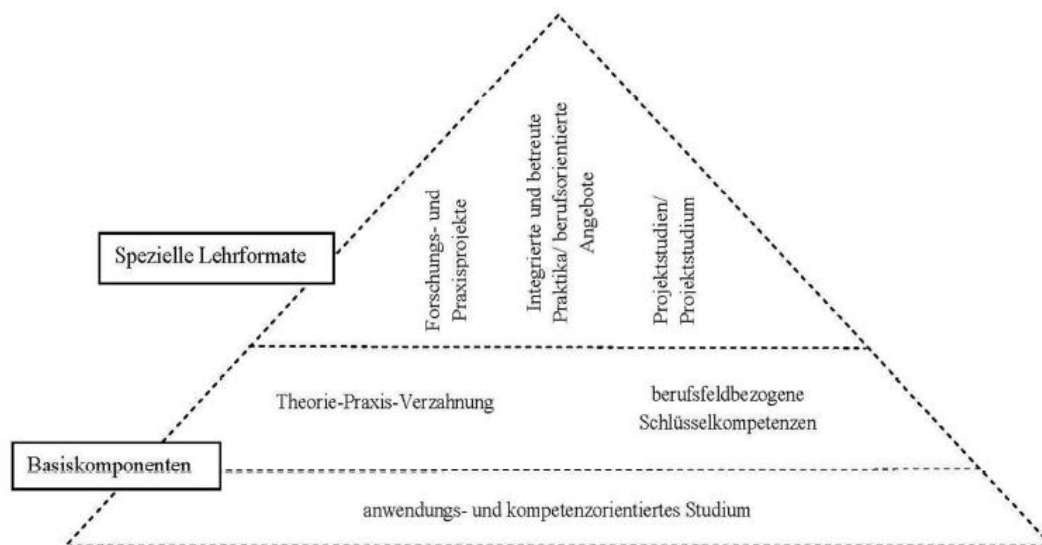 Spezielle Lehrformate
Forschungs- und
Praxisprojekte
Integrierte und betreute
Praktika/ berufsorientierte
Angebote
Projektstudien/
Projektstudium
Theorie-Praxis-Verzahnung
berufsfeldbezogene
Schlüsselkompetenzen
Basiskomponenten
anwendungs- und kompetenzorientiertes Studium